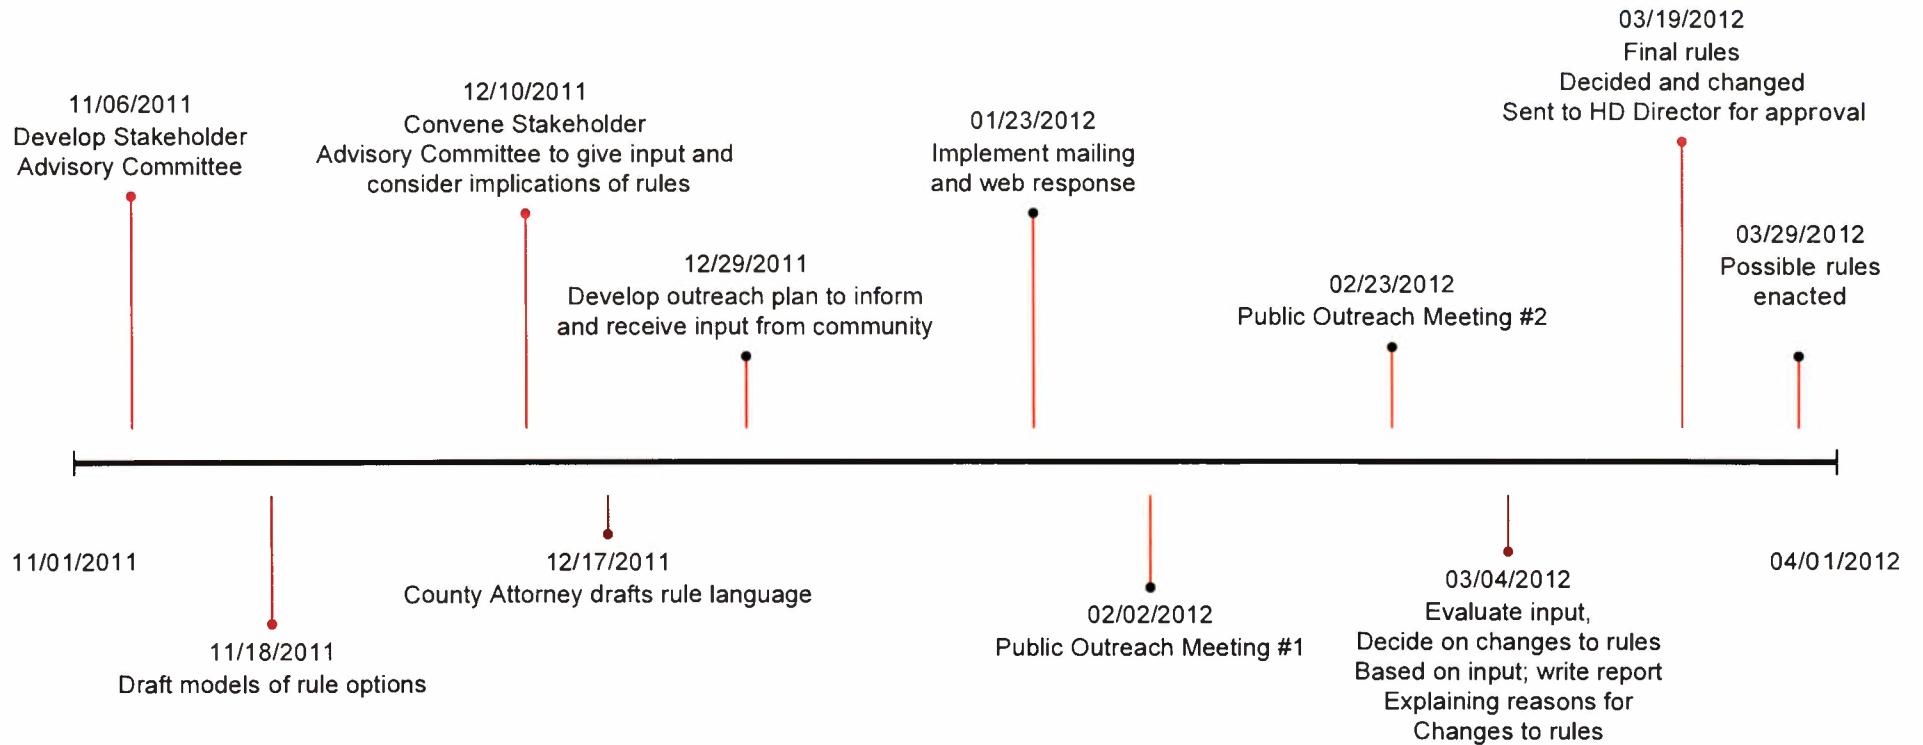 11/06/2011
Develop Stakeholder
Advisory Committee
12/10/2011
Convene Stakeholder
Advisory Committee to give input and
consider implications of rules
12/29/2011
Develop outreach plan to inform
and receive input from community
01/23/2012
Implement mailing
and web response
02/23/2012
Public Outreach Meeting #2
03/19/2012
Final rules
Decided and changed
Sent to HD Director for approval
03/29/2012
Possible rules
enacted
11/01/2011
11/18/2011
Draft models of rule options
12/17/2011
County Attorney drafts rule language
02/02/2012
Public Outreach Meeting #1
03/04/2012
Evaluate input,
Decide on changes to rules
Based on input; write report
Explaining reasons for
Changes to rules
04/01/2012